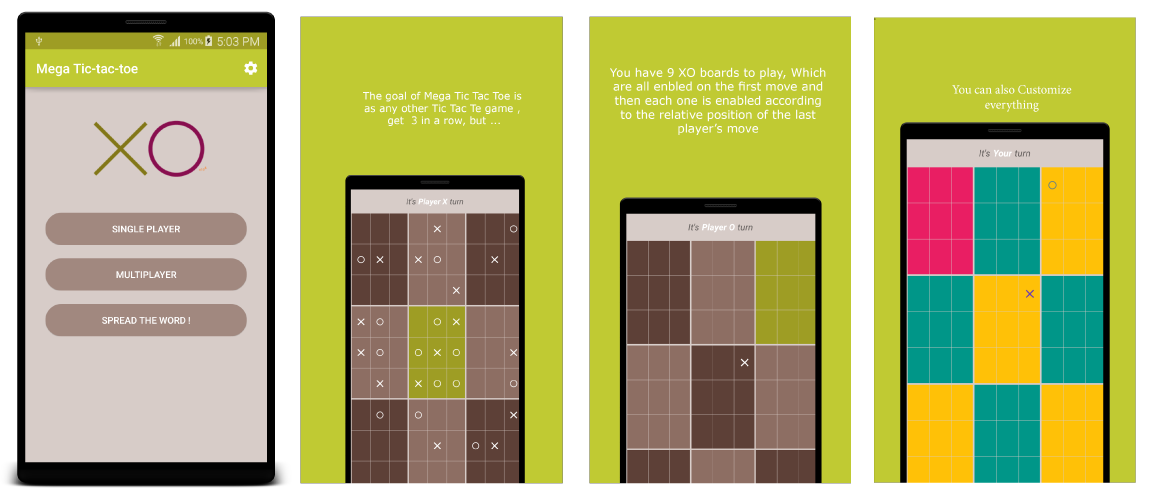 100% 5:03 PM
Mega Tic-tac-toe
XO
SINGLE PLAYER
MULTIPLAYER
SPREAD THE WORD !
The goal of Mega Tic Tac Toe is
as any other Tic Tac Te game ,
get 3 in a row, but ...
It's Player X turn
X O
O X X O X
X
X O O X
X O O X O X
X X O O O
O O X
X O X
You have 9 XO boards to play, Which
are all enbled on the first move and
then each one is enabled according
to the relative position of the last
player's move
It's Player O turn
X
You can also Customize
everything
It's Your turn
O
X